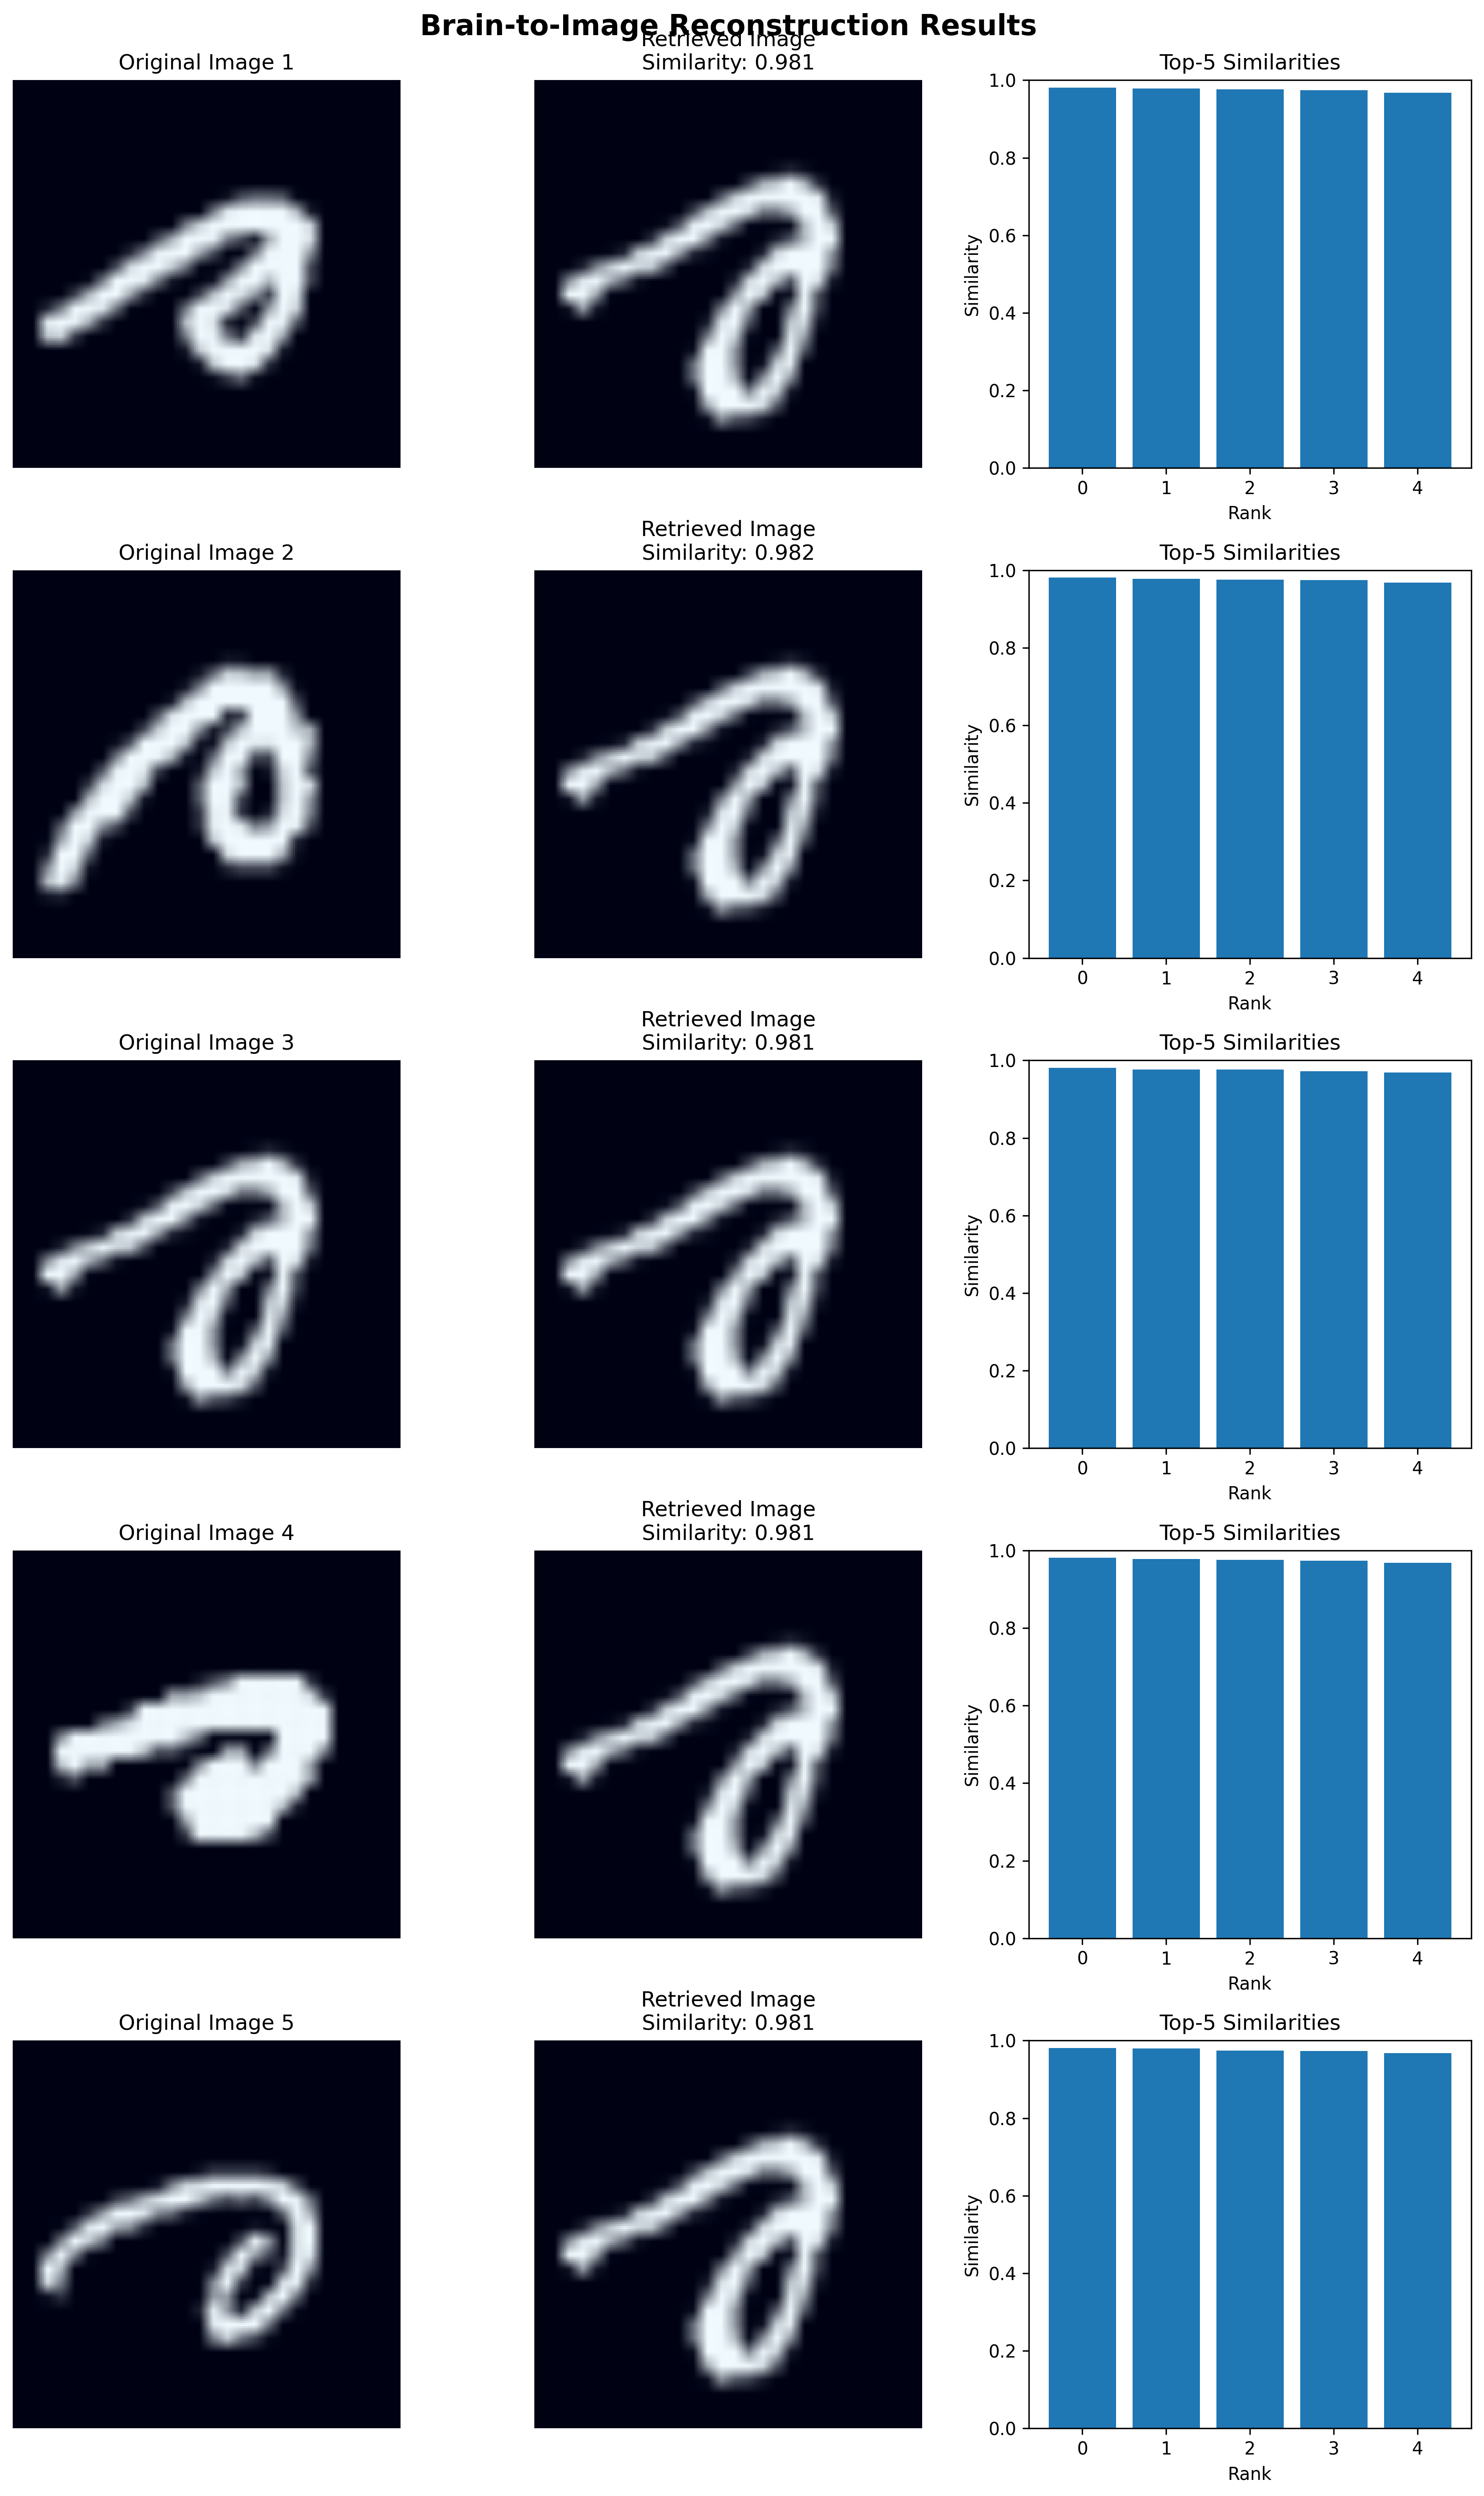 Brain-to-Image Reconstruction Results
Original Image 1
Retrieved Image
Similarity: 0.981
Top-5 Similarities
1.0
0.8
0.6
0.4
0.2
0.0
Similarity
0 1 2 3 4
Rank
Original Image 2
Retrieved Image
Similarity: 0.982
Top-5 Similarities
1.0
0.8
0.6
0.4
0.2
0.0
Similarity
0 1 2 3 4
Rank
Original Image 3
Retrieved Image
Similarity: 0.981
Top-5 Similarities
1.0
0.8
0.6
0.4
0.2
0.0
Similarity
0 1 2 3 4
Rank
Original Image 4
Retrieved Image
Similarity: 0.981
Top-5 Similarities
1.0
0.8
0.6
0.4
0.2
0.0
Similarity
0 1 2 3 4
Rank
Original Image 5
Retrieved Image
Similarity: 0.981
Top-5 Similarities
1.0
0.8
0.6
0.4
0.2
0.0
Similarity
0 1 2 3 4
Rank